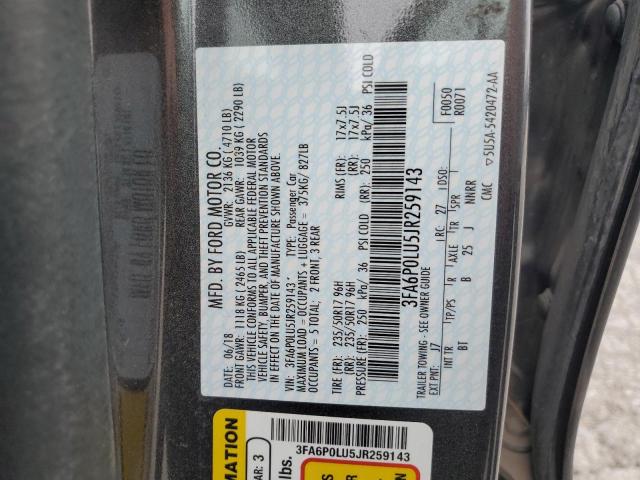 MFD. BY FORD MOTOR CO.
DATE: 06/18 GVWR: 2136 KG ( 4710 LB)
FRONT GAWR: 1118 KG (2465 LB) REAR GAWR: 1039 KG ( 2290 LB)
THIS VEHICLE CONFORMS TO ALL APPLICABLE FEDERAL MOTOR
VEHICLE SAFETY, BUMPER, AND THEFT PREVENTION STANDARDS
IN EFFECT ON THE DATE OF MANUFACTURE SHOWN ABOVE.
VIN: 3FA6P0LU5JR259143 TYPE: Passenger Car
MAXIMUM LOAD = OCCUPANTS + LUGGAGE = 375KG/ 827LB
OCCUPANTS = 5 TOTAL: 2 FRONT, 3 REAR
TIRE (FR): 235/50R17 96H RIMS (FR): 17x7.5J
(RR): 235/50R17 96H (RR): 17x7.5J
PRESSURE (FR): 250 kPa/ 36 PSI COLD (RR): 250 kPa/ 36 PSI COLD
3FA6P0LU5JR259143
TRAILER TOWING - SEE OWNER GUIDE F0050
EXT PNT: J7 RC: 27 DSO: R0071
INT TR TP/PS R AXLE TR SPR
BT B 25 J NNRR
CMC 5U5A-5420472-AA
MATION
3FA6P0LU5JR259143
AR: 3
lbs.